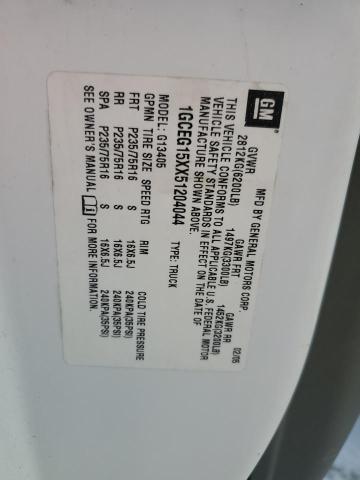 GM
MFD BY GENERAL MOTORS CORP. 02/05
GVWR GAWR FRT GAWR RR
2812KG(6200LB) 1497KG(3300LB) 1452KG(3200LB)
THIS VEHICLE CONFORMS TO ALL APPLICABLE U.S. FEDERAL MOTOR
VEHICLE SAFETY STANDARDS IN EFFECT ON THE DATE OF
MANUFACTURE SHOWN ABOVE.
1GCEG15XX51204044 TYPE: TRUCK
MODEL: G13405
GPMN TIRE SIZE SPEED RTG RIM COLD TIRE PRESSURE
FRT P235/75R16 S 16X6.5J 240KPA(35PSI)
RR P235/75R16 S 16X6.5J 240KPA(35PSI)
SPA P235/75R16 S 16X6.5J 240KPA(35PSI)
SEE OWNER'S MANUAL FOR ADDITIONAL INFORMATION.